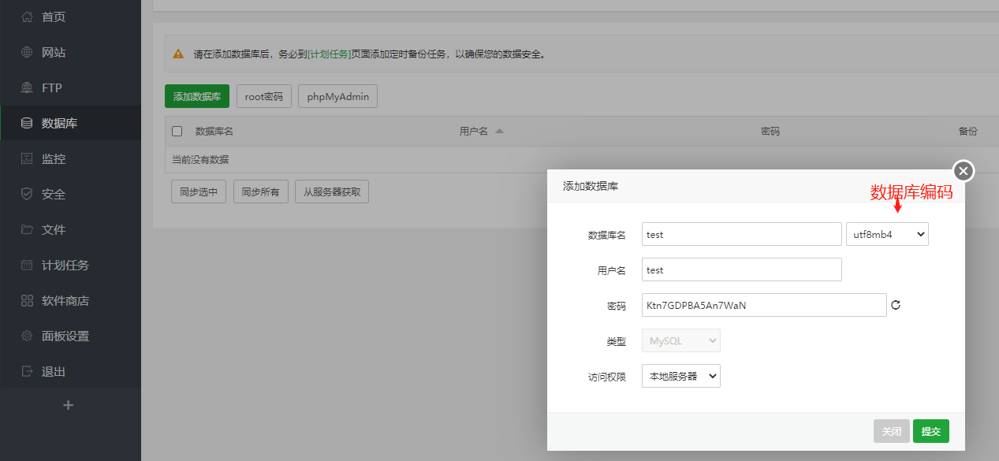 首页
网站
FTP
数据库
监控
安全
文件
计划任务
软件商店
面板设置
退出
请在添加数据库后，务必到[计划任务]页面添加定时备份任务，以确保您的数据安全。
添加数据库 root密码 phpMyAdmin
数据库名 用户名 密码 备份
当前没有数据
同步选中 同步所有 从服务器获取
添加数据库
数据库编码
数据库名 test utf8mb4
用户名 test
密码 Ktn7GDPBA5An7WaN
类型 MySQL
访问权限 本地服务器
关闭 提交